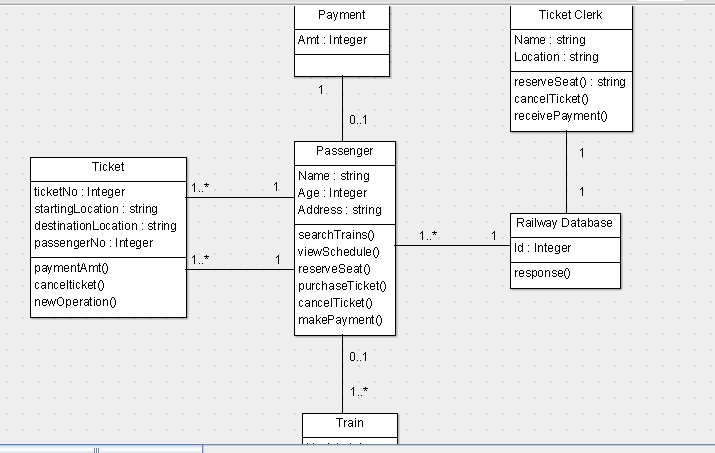 Payment
Amt : Integer
Ticket Clerk
Name : string
Location : string
reserveSeat() : string
cancelTicket()
receivePayment()
1
0..1
1
1
Ticket
ticketNo : Integer
startingLocation : string
destinationLocation : string
passengerNo : Integer
paymentAmt()
cancelticket()
newOperation()
1..*
1
1..*
1
Passenger
Name : string
Age : Integer
Address : string
searchTrains()
viewSchedule()
reserveSeat()
purchaseTicket()
cancelTicket()
makePayment()
1..*
1
Railway Database
Id : Integer
response()
0..1
1..*
Train